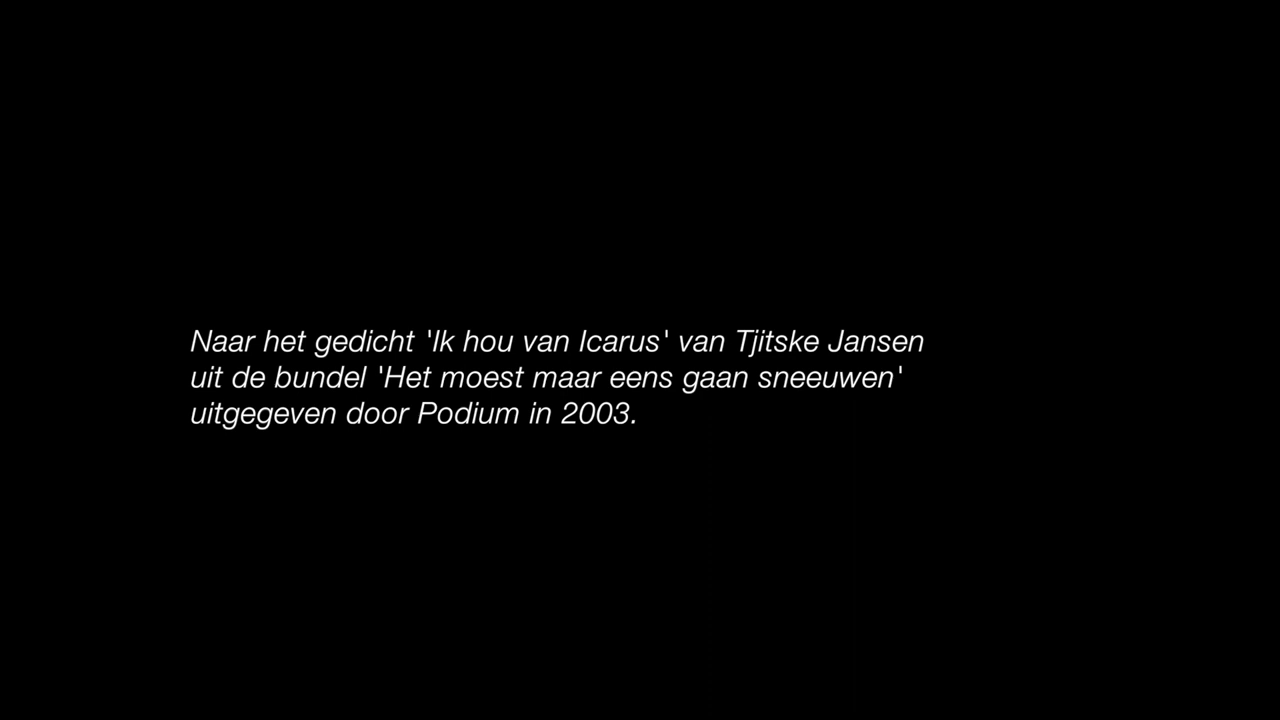 Naar het gedicht 'Ik hou van Icarus' van Tjitske Jansen
uit de bundel 'Het moest maar eens gaan sneeuwen'
uitgegeven door Podium in 2003.